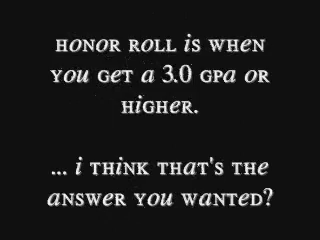 HONOR ROLL iS WHEN
YOU GET a 3.0 GPa OR
HiGHER.
... i THiNK THaT'S THE
aNSWER YOU WaNTED?